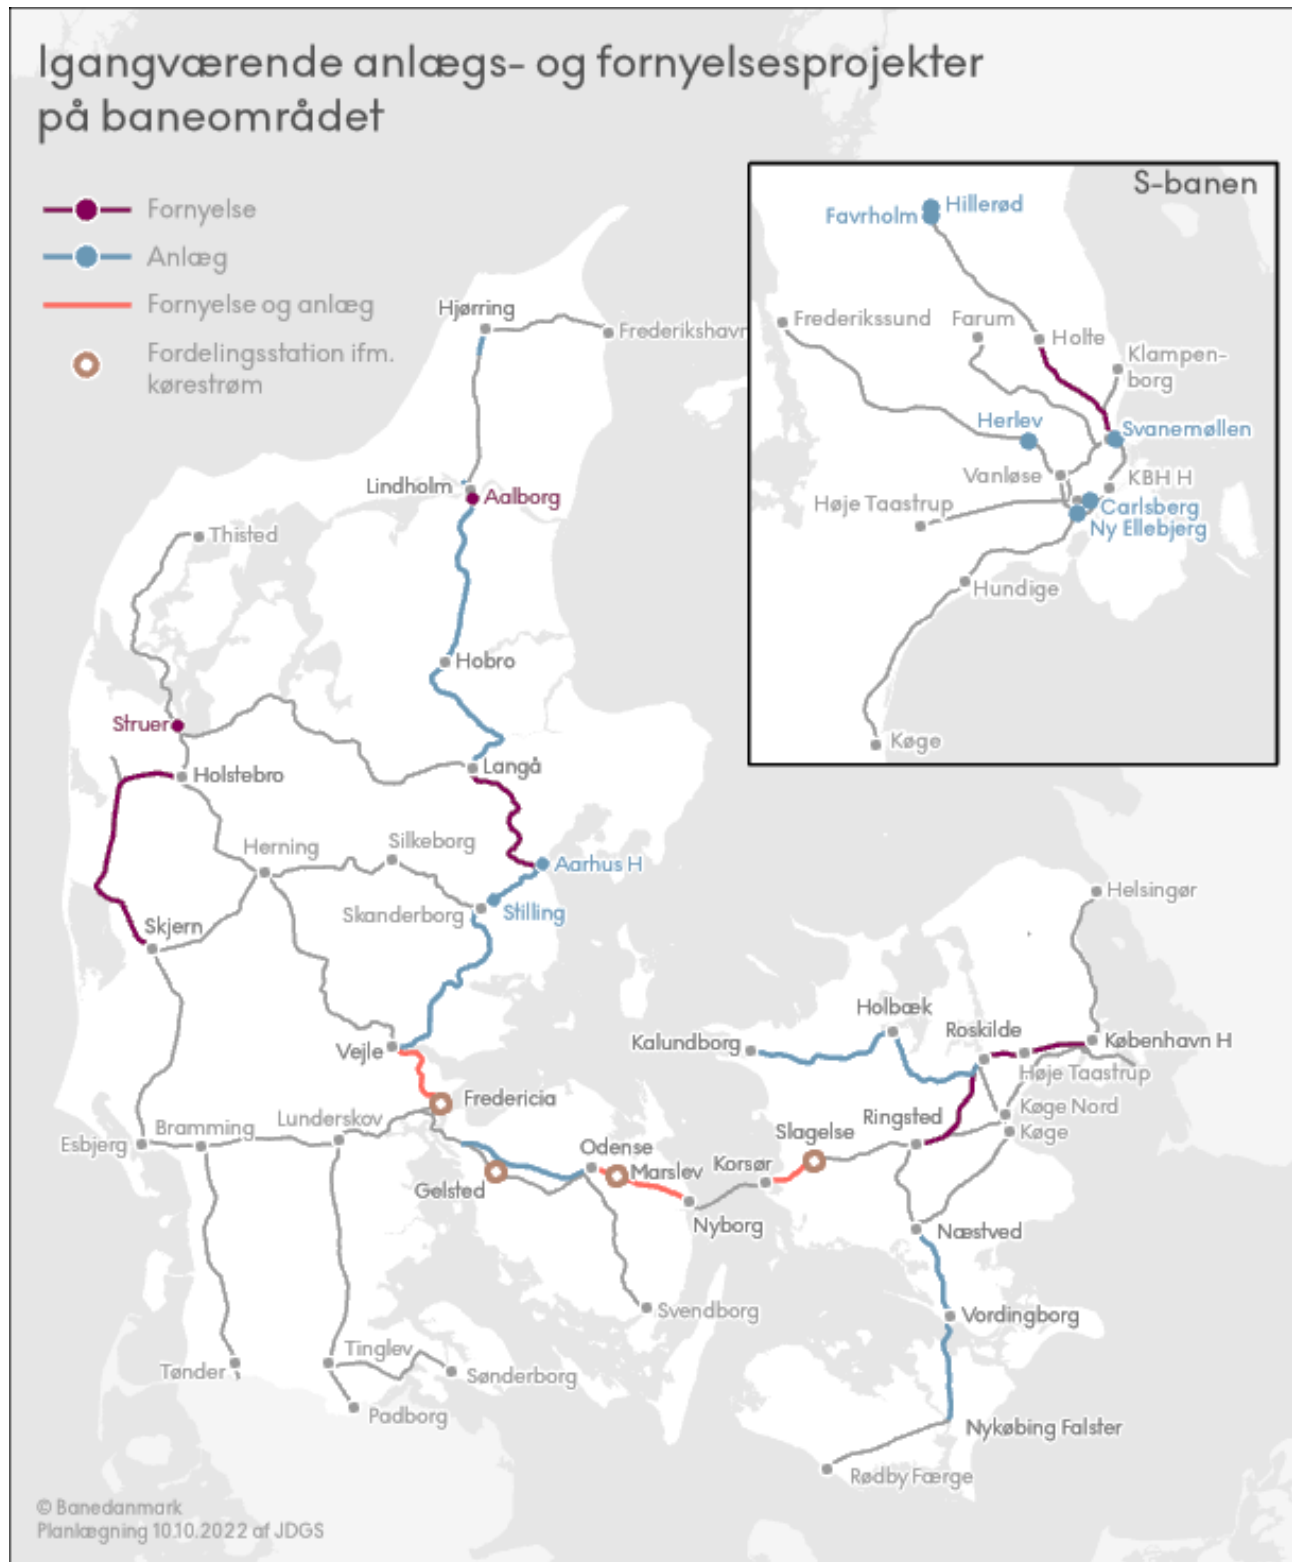 Igangværende anlægs- og fornyelsesprojekter
på baneområdet
Fornyelse
Anlæg
Fornyelse og anlæg
Fordelingsstation ifm.
kørestrøm
S-banen
Hillerød
Favrholm
Frederikssund
Farum
Holte
Klampen-
borg
Herlev
Svanemøllen
Vanløse
KBH H
Høje Taastrup
Carlsberg
Ny Ellebjerg
Hundige
Køge
Hjørring
Frederikshavn
Lindholm
Aalborg
Thisted
Hobro
Struer
Langå
Holstebro
Herning
Silkeborg
Aarhus H
Skanderborg
Stilling
Skjern
Vejle
Fredericia
Lunderskov
Bramming
Esbjerg
Gelsted
Odense
Marslev
Nyborg
Svendborg
Tønder
Tinglev
Sønderborg
Padborg
Helsingør
Kalundborg
Holbæk
Roskilde
København H
Høje Taastrup
Køge Nord
Køge
Ringsted
Slagelse
Korsør
Næstved
Vordingborg
Nykøbing Falster
Rødby Færge
© Banedanmark
Planlægning 10.10.2022 af JDGS